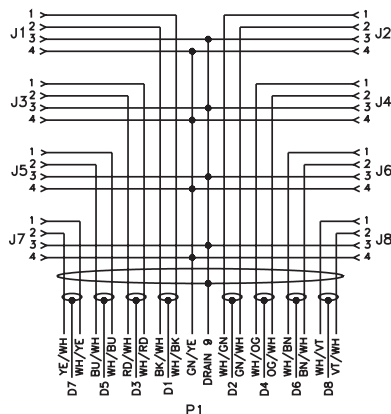 1 1
J1 2 2 J2
3 3
4 4
1 1
J3 2 2 J4
3 3
4 4
1 1
J5 2 2 J6
3 3
4 4
1 1
J7 2 2 J8
3 3
4 4
YE/WH
WH/YE
BU/WH
WH/BU
RD/WH
WH/RD
BK/WH
WH/BK
GN/YE
DRAIN 9
WH/GN
GN/WH
WH/OG
OG/WH
WH/BN
BN/WH
WH/VT
VT/WH
D7 D5 D3 D1 D2 D4 D6 D8
P1